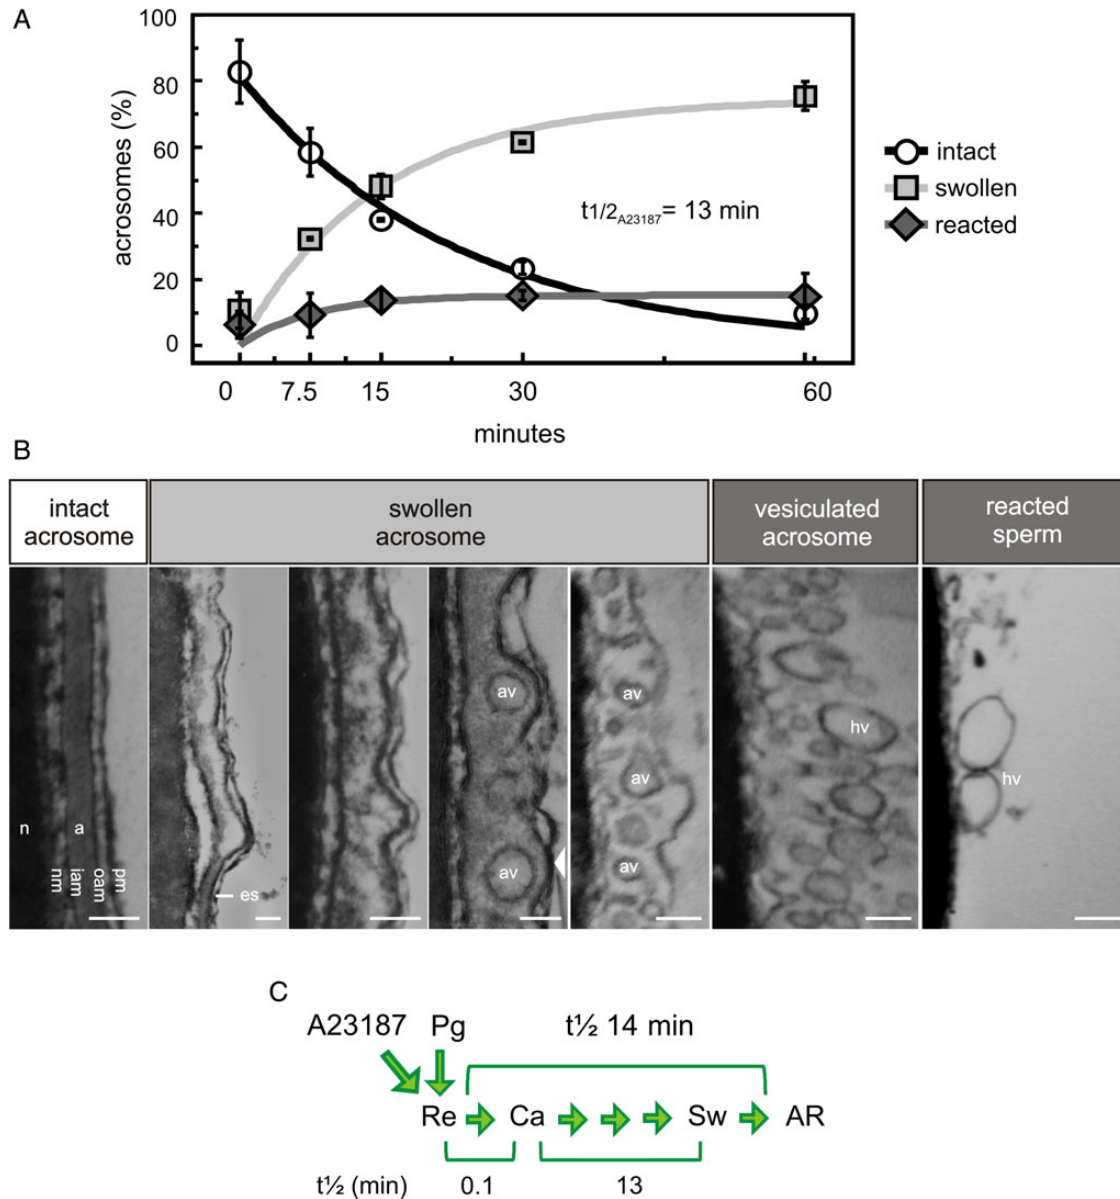 A
100
80
60
40
20
0
acrosomes (%)
t1/2A23187= 13 min
intact
swollen
reacted
0 7.5 15 30 60
minutes
B
intact
acrosome
swollen
acrosome
vesiculated
acrosome
reacted
sperm
n
a
nm
iam
oam
pm
es
av
av
av
av
av
hv
hv
C
A23187 Pg t½ 14 min
Re Ca Sw AR
t½ (min) 0.1 13